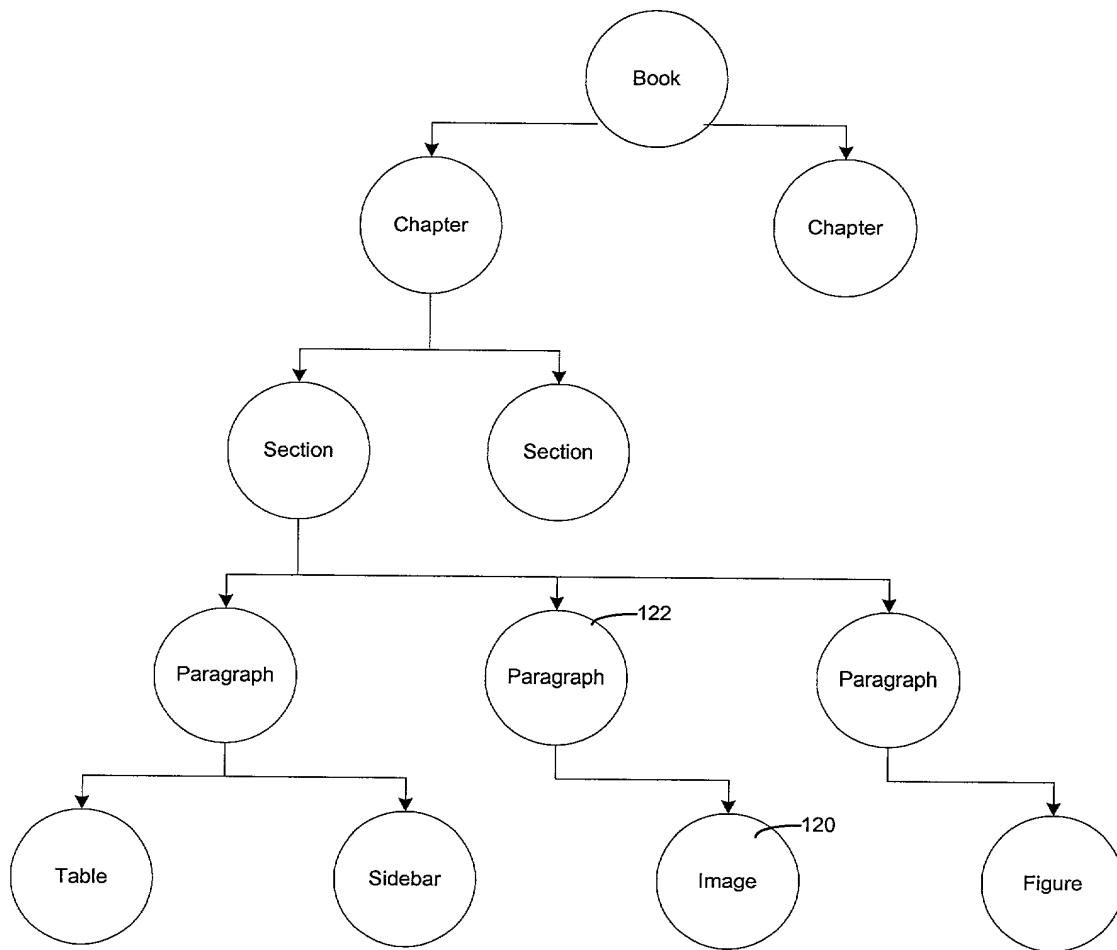 Book
Chapter
Chapter
Section
Section
122
Paragraph
Paragraph
Paragraph
120
Table
Sidebar
Image
Figure